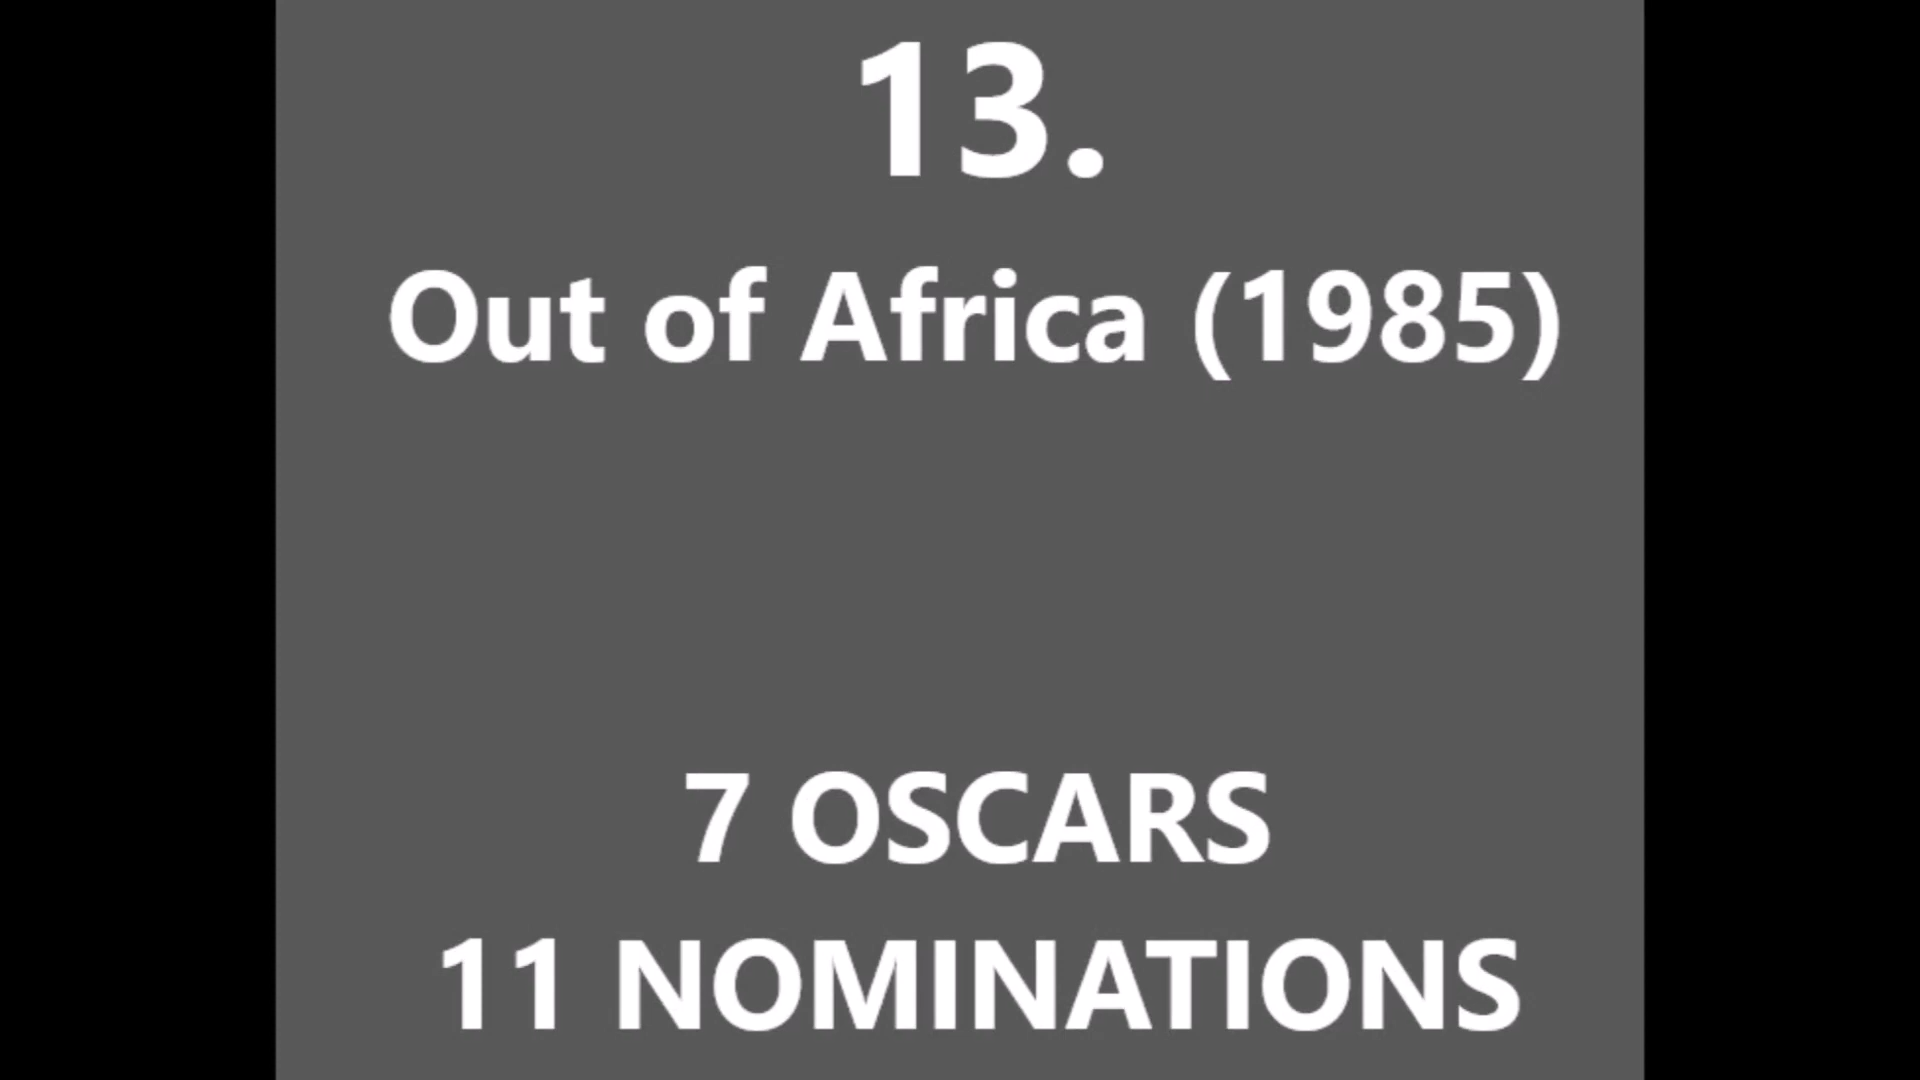 13.
Out of Africa (1985)
7 OSCARS
11 NOMINATIONS